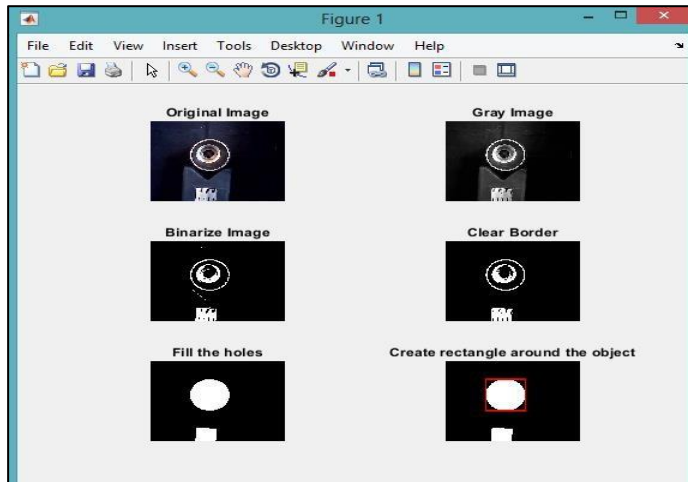 Figure 1
File Edit View Insert Tools Desktop Window Help
Original Image
Gray Image
Binarize Image
Clear Border
Fill the holes
Create rectangle around the object